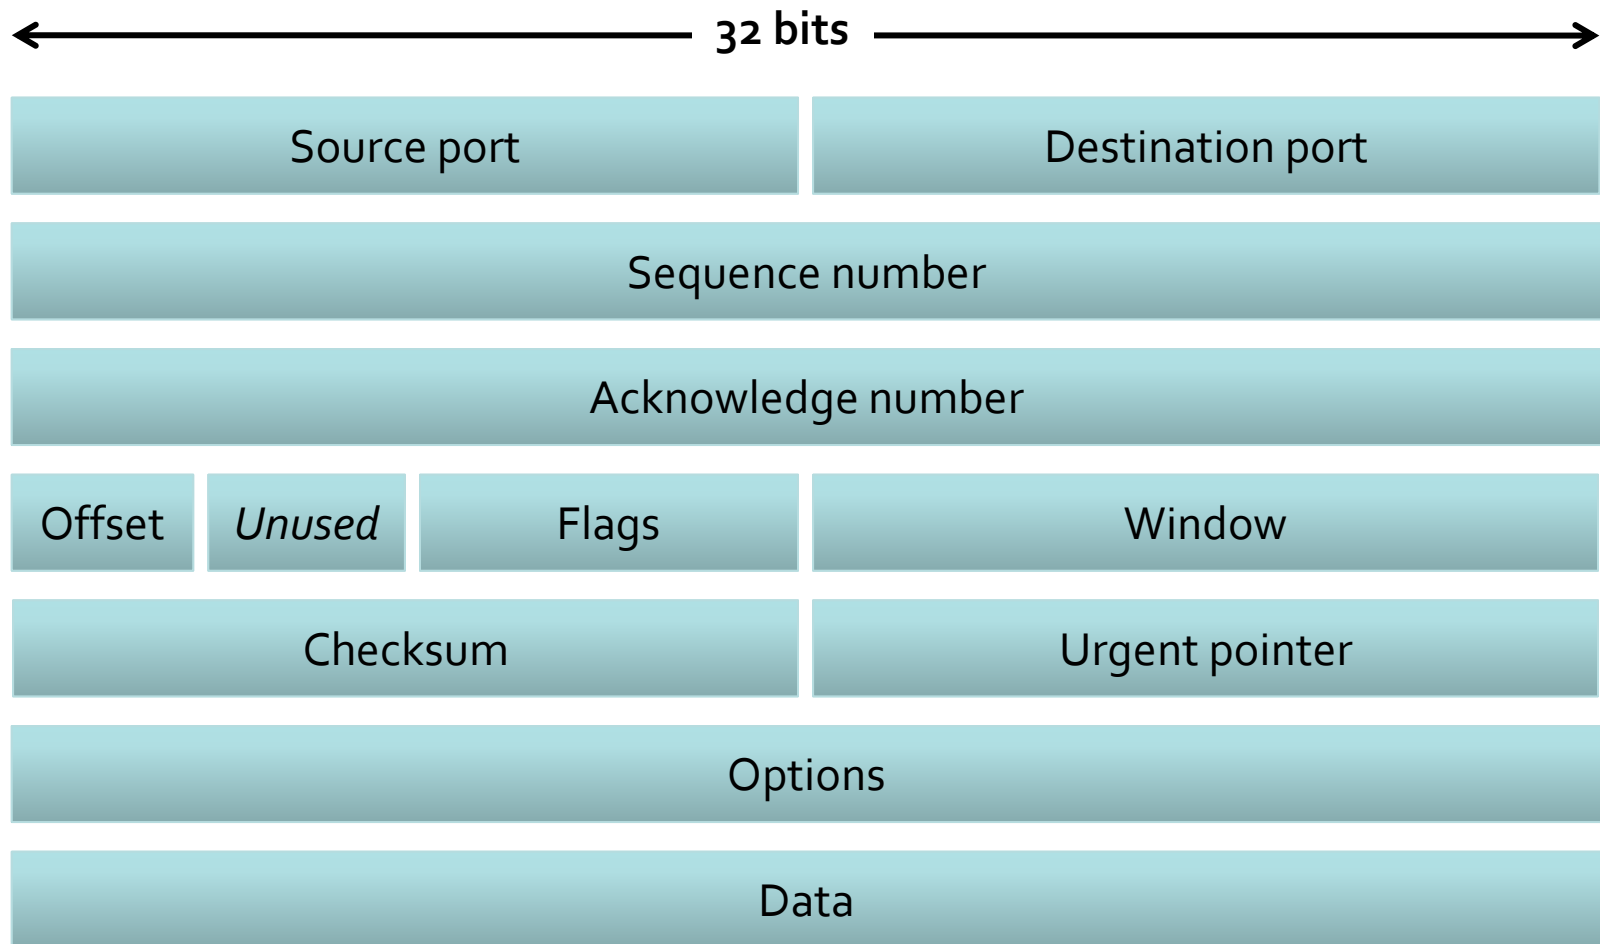 32 bits
Source port
Destination port
Sequence number
Acknowledge number
Offset
Unused
Flags
Window
Checksum
Urgent pointer
Options
Data